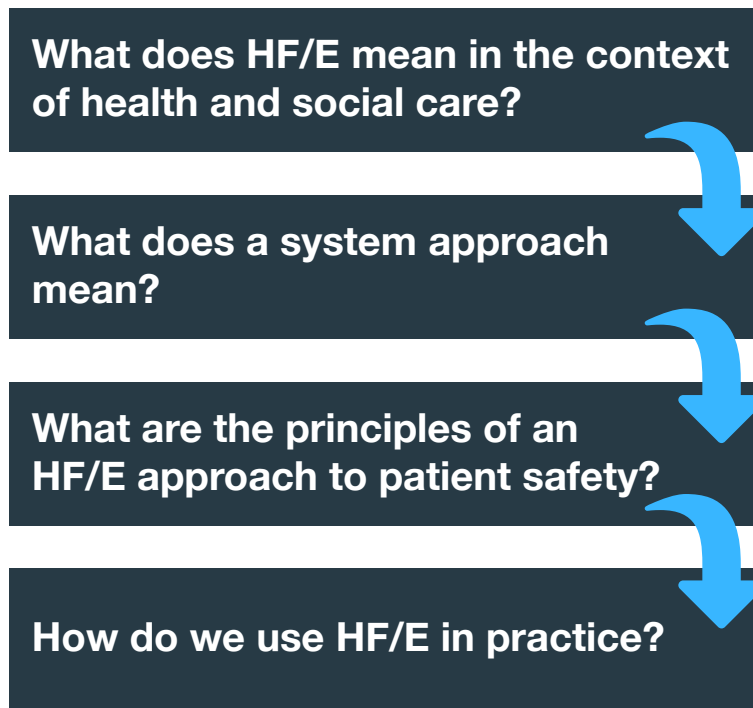 What does HF/E mean in the context
of health and social care?
What does a system approach
mean?
What are the principles of an
HF/E approach to patient safety?
How do we use HF/E in practice?